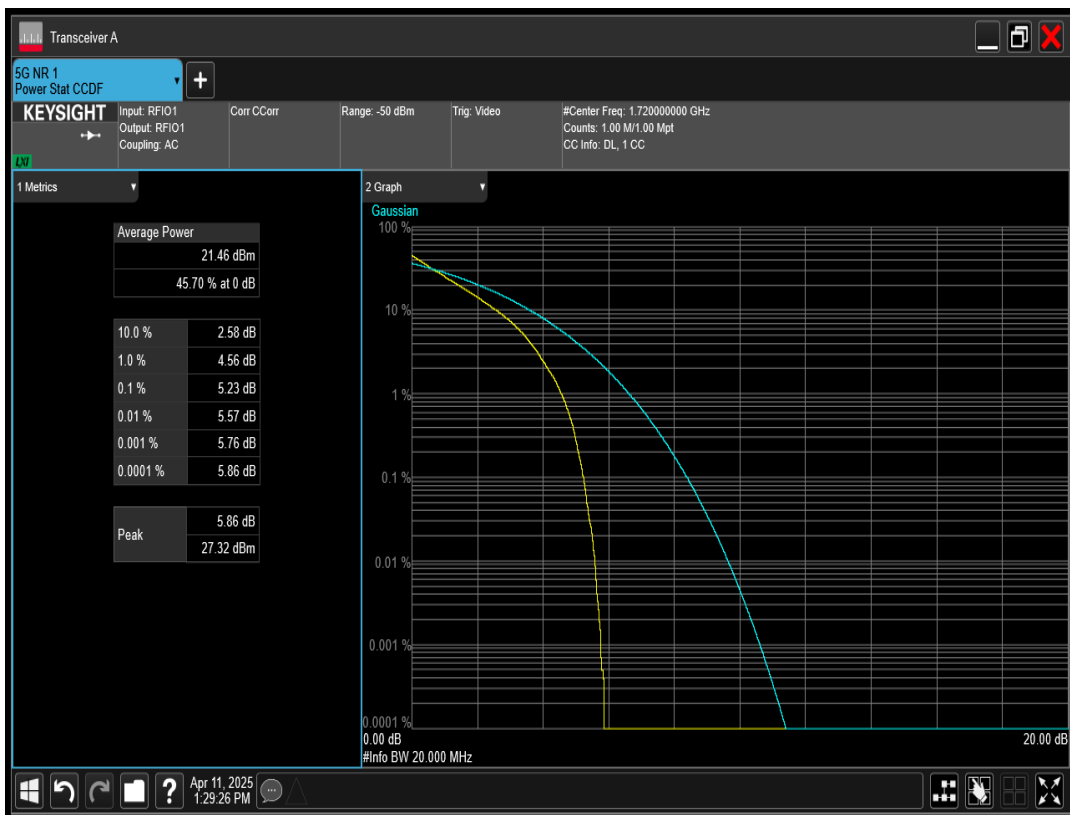 Transceiver A
5G NR 1
Power Stat CCDF
KEYSIGHT
LXI
Input: RFIO1
Output: RFIO1
Coupling: AC
Corr CCorr
Range: -50 dBm
Trig: Video
#Center Freq: 1.720000000 GHz
Counts: 1.00 M/1.00 Mpt
CC Info: DL, 1 CC
1 Metrics
Average Power
21.46 dBm
45.70 % at 0 dB
10.0 % 2.58 dB
1.0 % 4.56 dB
0.1 % 5.23 dB
0.01 % 5.57 dB
0.001 % 5.76 dB
0.0001 % 5.86 dB
Peak
5.86 dB
27.32 dBm
2 Graph
Gaussian
100 %
10 %
1 %
0.1 %
0.01 %
0.001 %
0.0001 %
0.00 dB
20.00 dB
#Info BW 20.000 MHz
Apr 11, 2025
1:29:26 PM